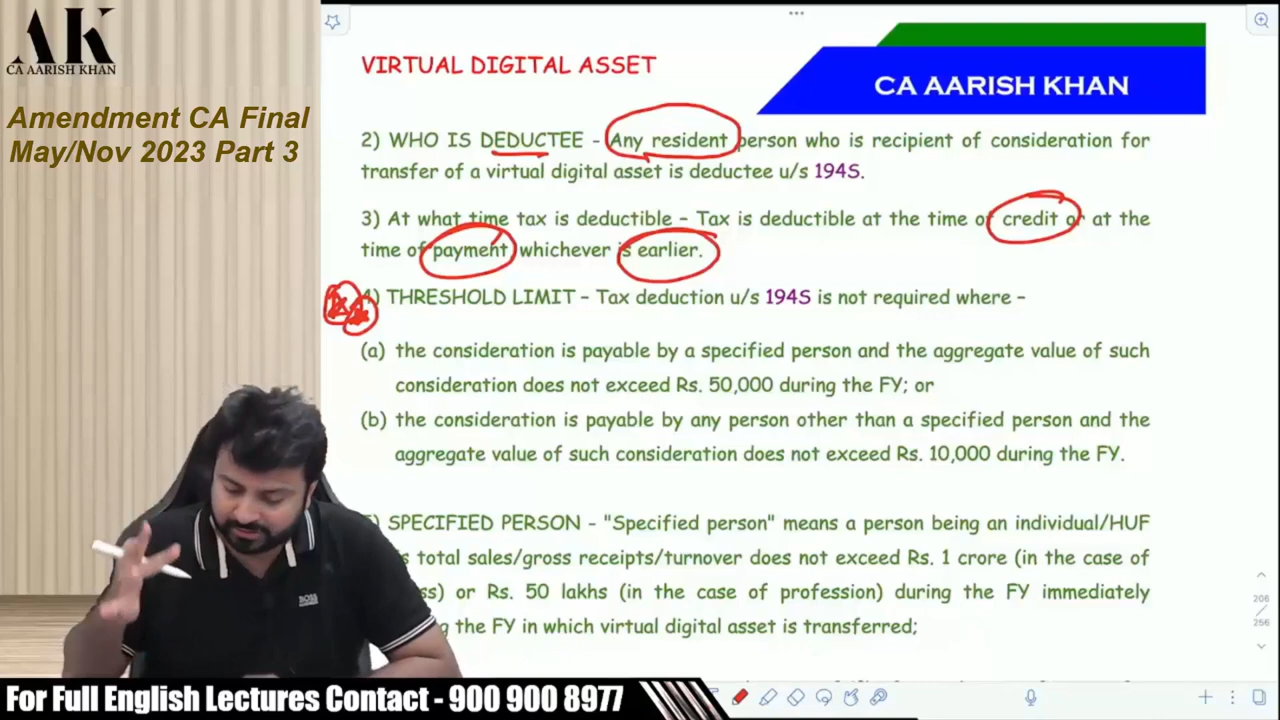 AK
CA AARISH KHAN
Amendment CA Final
May/Nov 2023 Part 3
VIRTUAL DIGITAL ASSET
CA AARISH KHAN
2) WHO IS DEDUCTEE - Any resident person who is recipient of consideration for
transfer of a virtual digital asset is deductee u/s 194S.
3) At what time tax is deductible – Tax is deductible at the time of credit or at the
time of payment whichever is earlier.
4) THRESHOLD LIMIT – Tax deduction u/s 194S is not required where –
(a) the consideration is payable by a specified person and the aggregate value of such
consideration does not exceed Rs. 50,000 during the FY; or
(b) the consideration is payable by any person other than a specified person and the
aggregate value of such consideration does not exceed Rs. 10,000 during the FY.
SPECIFIED PERSON - "Specified person" means a person being an individual/HUF
total sales/gross receipts/turnover does not exceed Rs. 1 crore (in the case of
or Rs. 50 lakhs (in the case of profession) during the FY immediately
the FY in which virtual digital asset is transferred;
206
256
BOSS
For Full English Lectures Contact - 900 900 8977